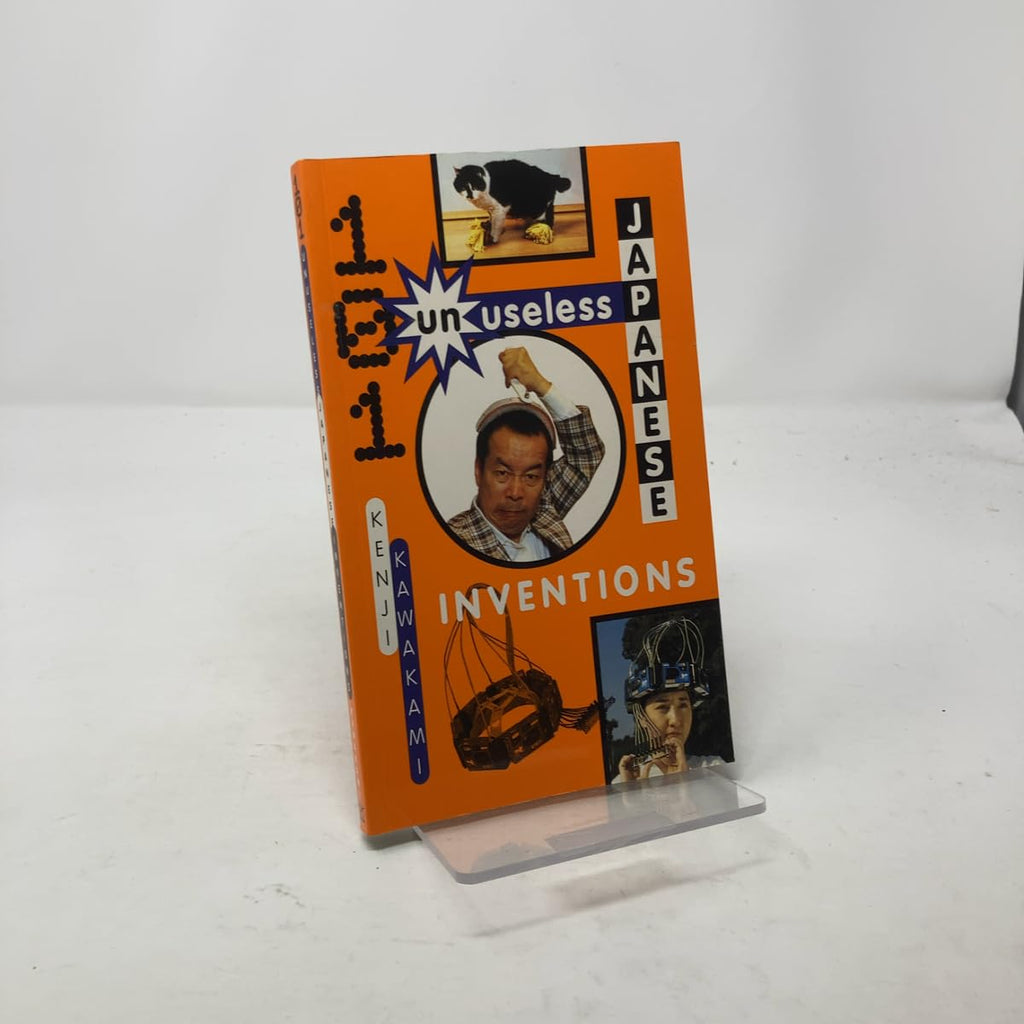 101
un useless
JAPANESE
INVENTIONS
KENJI
KAWAKAMI